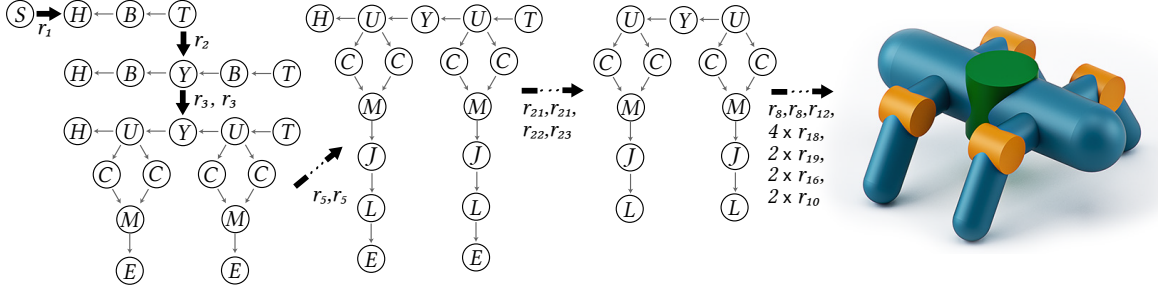 S r₁ H B T
r₂
H B Y B T
r₃, r₃
H U Y U T
C C C C
M M
E E
r₅,r₅
H U Y U T
C C C C
M M
J J
L L
E E
r₂₁,r₂₁,
r₂₂,r₂₃
U Y U
C C C C
M M
J J
L L
r₈,r₈,r₁₂,
4 x r₁₈,
2 x r₁₉,
2 x r₁₆,
2 x r₁₀